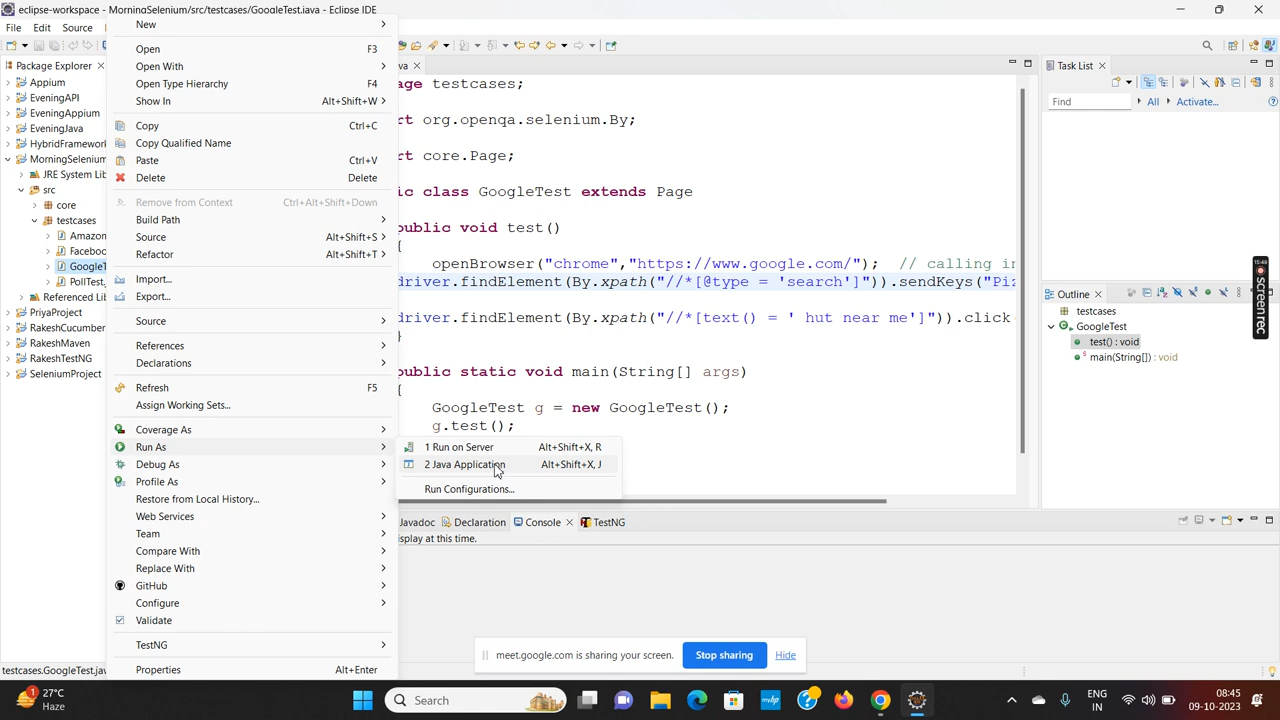 eclipse-workspace - MorningSelenium/src/testcases/GoogleTest.java - Eclipse IDE
File Edit Source
Package Explorer
Appium
EveningAPI
EveningAppium
EveningJava
HybridFramework
MorningSelenium
JRE System Lib
src
core
testcases
Amazon
Facebo
GoogleT
PollTest.
Referenced Lib
PriyaProject
RakeshCucumber
RakeshMaven
RakeshTestNG
SeleniumProject
New
Open F3
Open With
Open Type Hierarchy F4
Show In Alt+Shift+W
Copy Ctrl+C
Copy Qualified Name
Paste Ctrl+V
Delete Delete
Remove from Context Ctrl+Alt+Shift+Down
Build Path
Source Alt+Shift+S
Refactor Alt+Shift+T
Import...
Export...
Source
References
Declarations
Refresh F5
Assign Working Sets...
Coverage As
Run As
Debug As
Profile As
Restore from Local History...
Web Services
Team
Compare With
Replace With
GitHub
Configure
Validate
TestNG
Properties Alt+Enter
1 Run on Server Alt+Shift+X, R
2 Java Application Alt+Shift+X, J
Run Configurations...
va
age testcases;
rt org.openqa.selenium.By;
rt core.Page;
ic class GoogleTest extends Page
public void test()
{
openBrowser("chrome","https://www.google.com/"); // calling in
driver.findElement(By.xpath("//*[@type = 'search']")).sendKeys("Piz
driver.findElement(By.xpath("//*[text() = ' hut near me']")).click
}
public static void main(String[] args)
{
GoogleTest g = new GoogleTest();
g.test();
Javadoc Declaration Console TestNG
isplay at this time.
Task List
Find All Activate...
Outline
testcases
GoogleTest
test() : void
main(String[]) : void
15:48
screenrec
meet.google.com is sharing your screen. Stop sharing Hide
testcases.GoogleTest.jav
1
27°C
Haze
Search
ENG
IN
08:45
09-10-2023